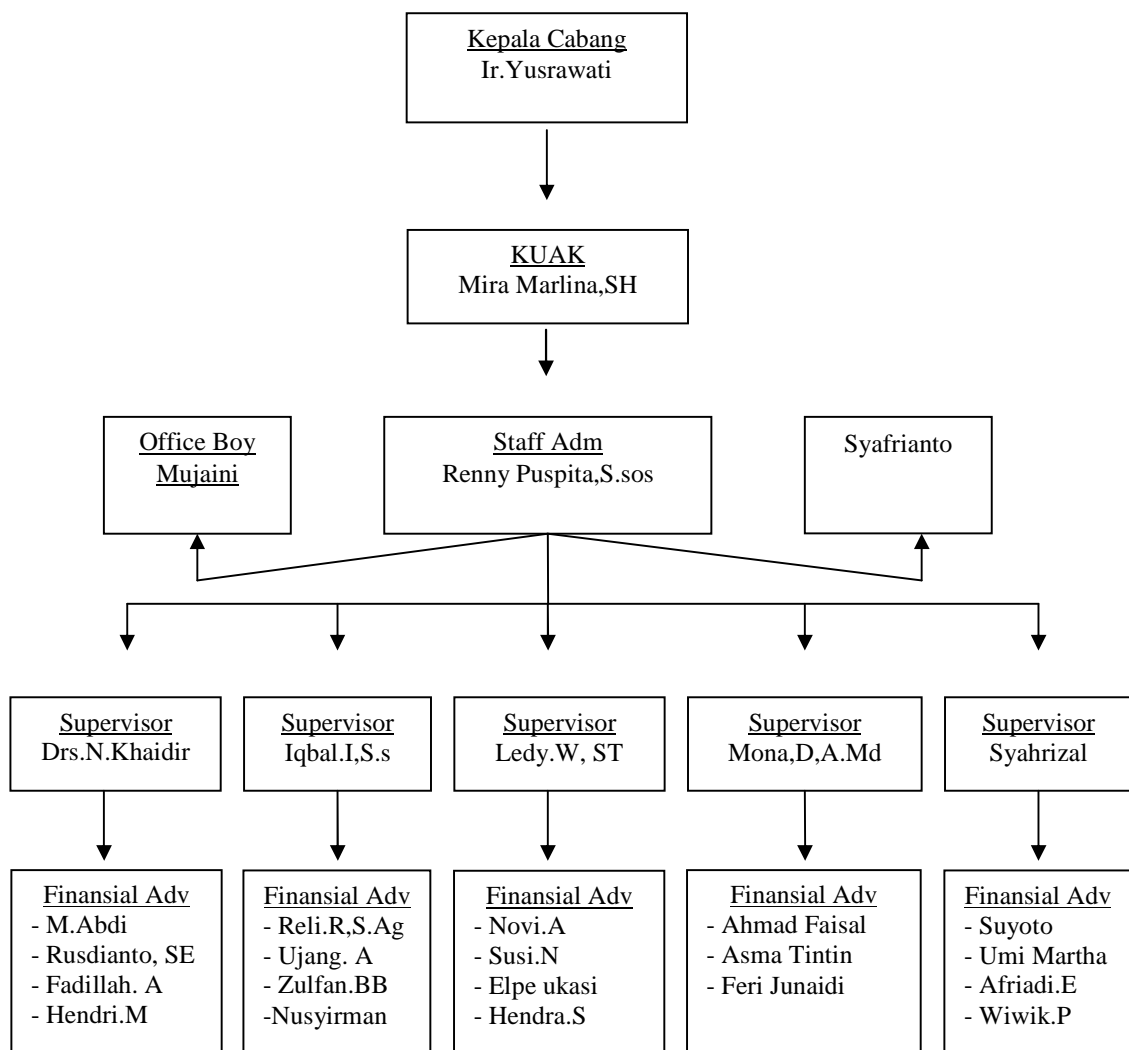 Kepala Cabang
Ir.Yusrawati
KUAK
Mira Marlina,SH
Office Boy
Mujaini
Staff Adm
Renny Puspita,S.sos
Syafrianto
Supervisor
Drs.N.Khaidir
Supervisor
Iqbal.I,S.s
Supervisor
Ledy.W, ST
Supervisor
Mona,D,A.Md
Supervisor
Syahrizal
Finansial Adv
- M.Abdi
- Rusdianto, SE
- Fadillah. A
- Hendri.M
Finansial Adv
- Reli.R,S.Ag
- Ujang. A
- Zulfan.BB
-Nusyirman
Finansial Adv
- Novi.A
- Susi.N
- Elpe ukasi
- Hendra.S
Finansial Adv
- Ahmad Faisal
- Asma Tintin
- Feri Junaidi
Finansial Adv
- Suyoto
- Umi Martha
- Afriadi.E
- Wiwik.P